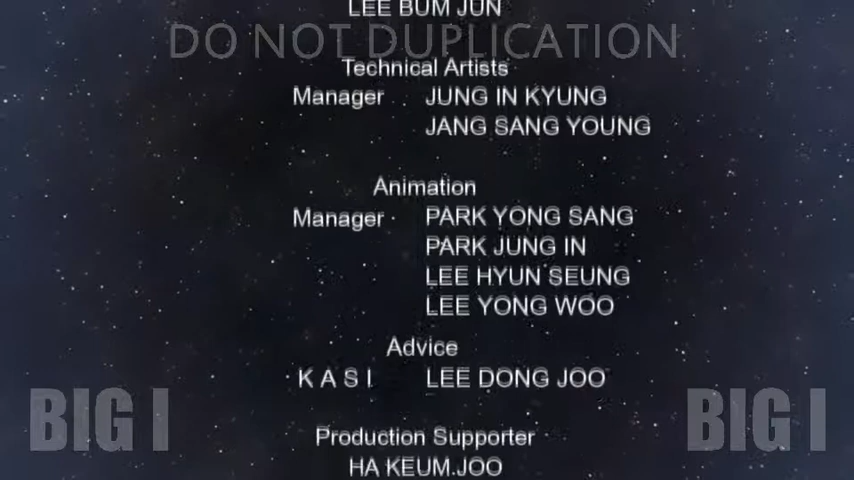 LEE BUM JUN
DO NOT DUPLICATION
Technical Artists
Manager JUNG IN KYUNG
JANG SANG YOUNG
Animation
Manager PARK YONG SANG
PARK JUNG IN
LEE HYUN SEUNG
LEE YONG WOO
Advice
K A S I LEE DONG JOO
BIG I BIG I
Production Supporter
HA KEUM JOO